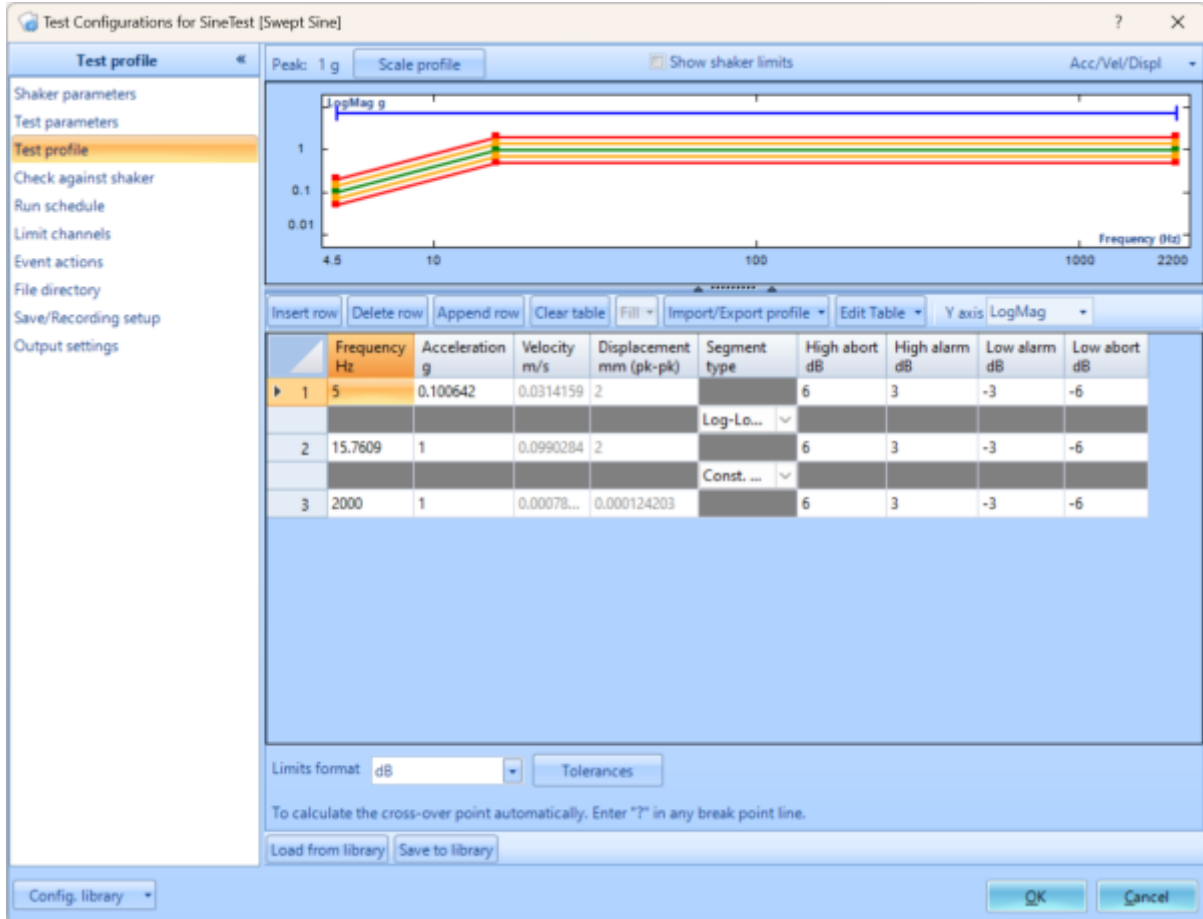 Test Configurations for SineTest [Swept Sine]
?
Test profile «
Peak: 1 g Scale profile Show shaker limits Acc/Vel/Displ
Shaker parameters
Test parameters
Test profile
Check against shaker
Run schedule
Limit channels
Event actions
File directory
Save/Recording setup
Output settings
LogMag g
1
0.1
0.01
Frequency (Hz)
4.5 10 100 1000 2200
Insert row Delete row Append row Clear table Fill Import/Export profile Edit Table Y axis LogMag
Frequency Acceleration Velocity Displacement Segment High abort High alarm Low alarm Low abort
Hz g m/s mm (pk-pk) type dB dB dB dB
1 5 0.100642 0.0314159 2 6 3 -3 -6
Log-Lo...
2 15.7609 1 0.0990284 2 6 3 -3 -6
Const. ...
3 2000 1 0.00078... 0.000124203 6 3 -3 -6
Limits format dB Tolerances
To calculate the cross-over point automatically. Enter "?" in any break point line.
Load from library Save to library
Config. library OK Cancel